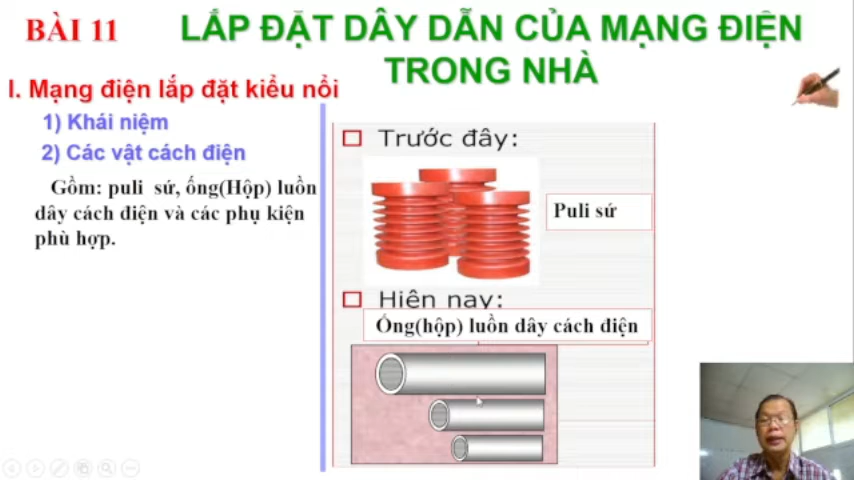 BÀI 11
LẮP ĐẶT DÂY DẪN CỦA MẠNG ĐIỆN
TRONG NHÀ
I. Mạng điện lắp đặt kiểu nổi
1) Khái niệm
2) Các vật cách điện
Gồm: puli sứ, ống(Hộp) luồn
dây cách điện và các phụ kiện
phù hợp.
Trước đây:
Puli sứ
Hiện nay:
Ống(hộp) luồn dây cách điện